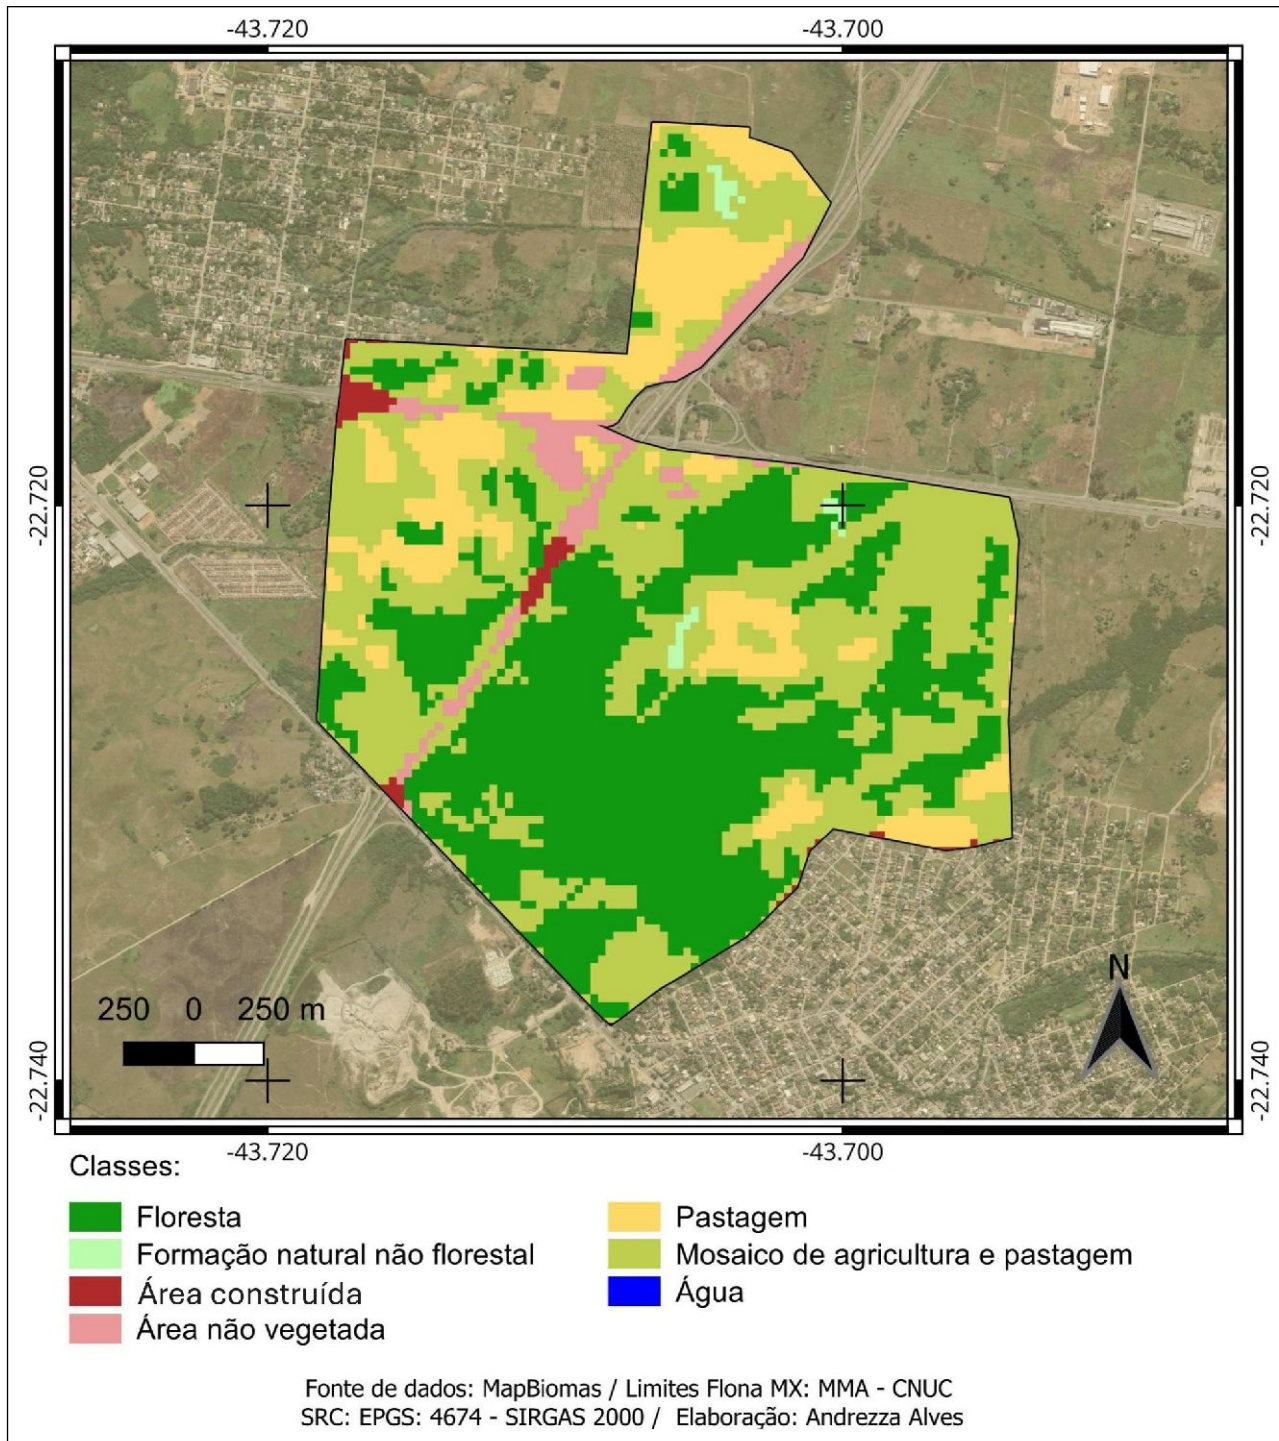 -43.720 -43.700
-22.720 -22.720
250 0 250 m
N
-22.740 -22.740
-43.720 -43.700
Classes:
Floresta
Formação natural não florestal
Área construída
Área não vegetada
Pastagem
Mosaico de agricultura e pastagem
Água
Fonte de dados: MapBiomas / Limites Flona MX: MMA - CNUC
SRC: EPGS: 4674 - SIRGAS 2000 / Elaboração: Andrezza Alves